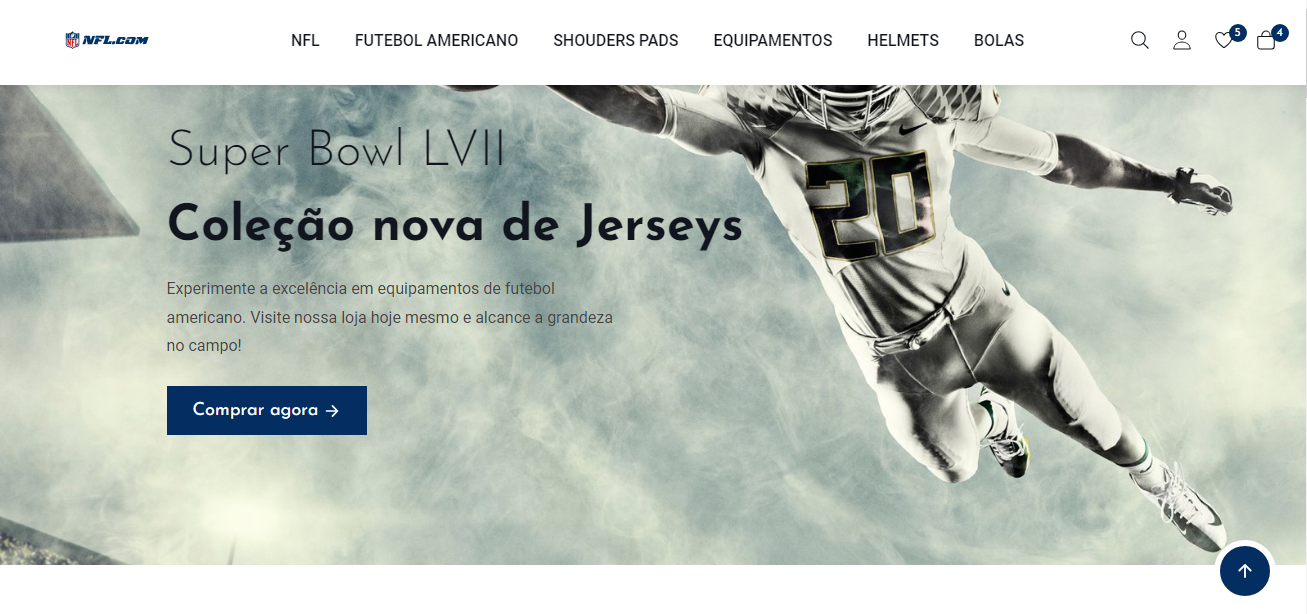 NFL.COM
NFL FUTEBOL AMERICANO SHOUDERS PADS EQUIPAMENTOS HELMETS BOLAS
5 4
Super Bowl LVII
Coleção nova de Jerseys
20
Experimente a excelência em equipamentos de futebol
americano. Visite nossa loja hoje mesmo e alcance a grandeza
no campo!
Comprar agora →